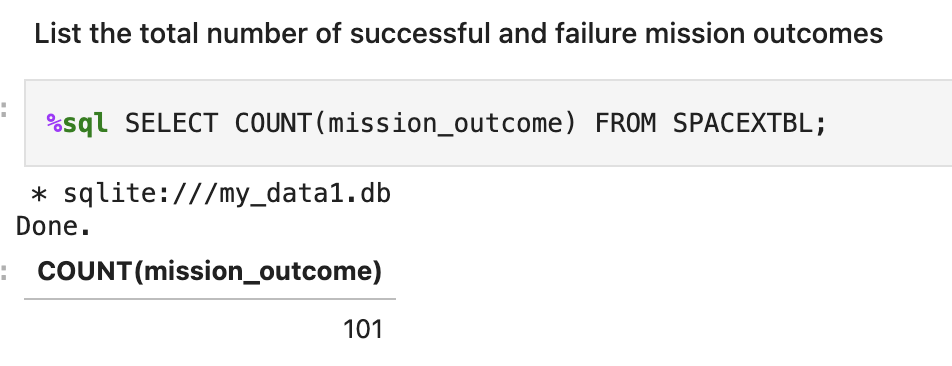 List the total number of successful and failure mission outcomes
: %sql SELECT COUNT(mission_outcome) FROM SPACEXTBL;
* sqlite:///my_data1.db
Done.
: COUNT(mission_outcome)
101